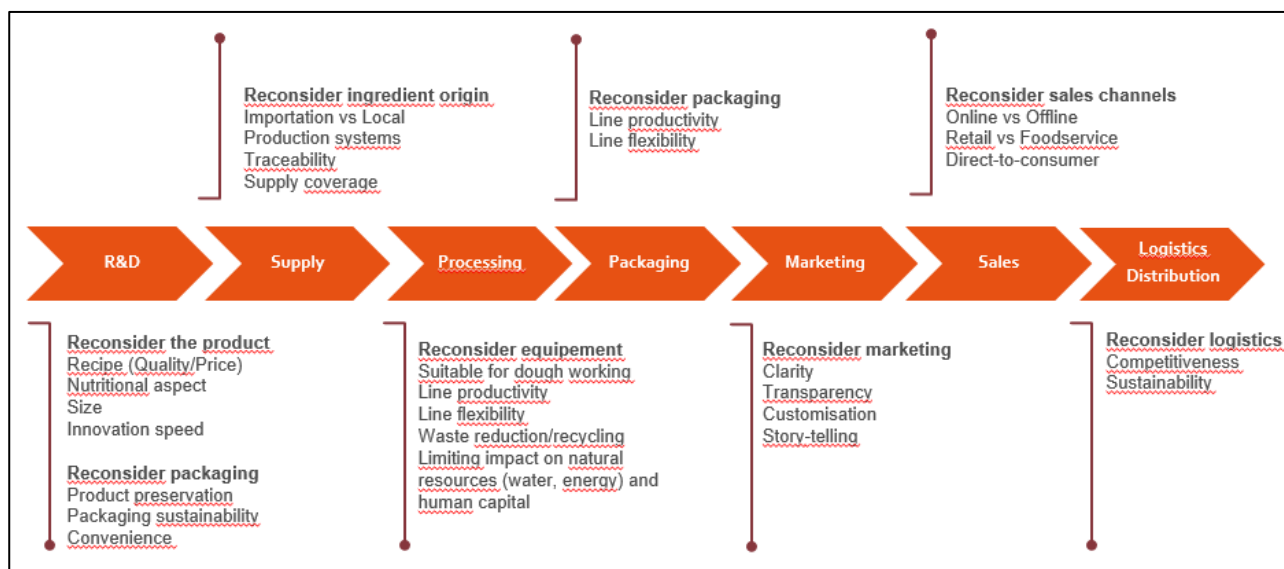 Reconsider ingredient origin
Importation vs Local
Production systems
Traceability
Supply coverage
Reconsider packaging
Line productivity
Line flexibility
Reconsider sales channels
Online vs Offline
Retail vs Foodservice
Direct-to-consumer
R&D
Supply
Processing
Packaging
Marketing
Sales
Logistics
Distribution
Reconsider the product
Recipe (Quality/Price)
Nutritional aspect
Size
Innovation speed
Reconsider packaging
Product preservation
Packaging sustainability
Convenience
Reconsider equipement
Suitable for dough working
Line productivity
Line flexibility
Waste reduction/recycling
Limiting impact on natural
resources (water, energy) and
human capital
Reconsider marketing
Clarity
Transparency
Customisation
Story-telling
Reconsider logistics
Competitiveness
Sustainability